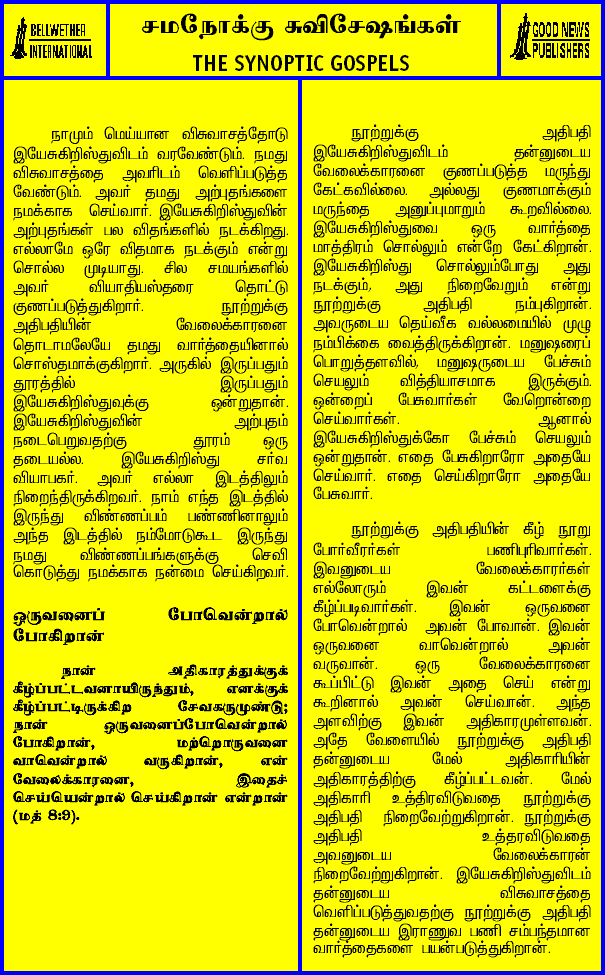 BELLWETHER
INTERNATIONAL
சமநோக்கு சுவிசேஷங்கள்
THE SYNOPTIC GOSPELS
GOOD NEWS
PUBLISHERS
நாமும் மெய்யான விசுவாசத்தோடு
இயேசுகிறிஸ்துவிடம் வரவேண்டும். நமது
விசுவாசத்தை அவரிடம் வெளிப்படுத்த
வேண்டும். அவர் தமது அற்புதங்களை
நமக்காக செய்வார். இயேசுகிறிஸ்துவின்
அற்புதங்கள் பல விதங்களில் நடக்கிறது.
எல்லாமே ஒரே விதமாக நடக்கும் என்று
சொல்ல முடியாது. சில சமயங்களில்
அவர் வியாதியஸ்தரை தொட்டு
குணப்படுத்துகிறார். நூற்றுக்கு
அதிபதியின் வேலைக்காரனை
தொடாமலேயே தமது வார்த்தையினால்
சொஸ்தமாக்குகிறார். அருகில் இருப்பதும்
தூரத்தில் இருப்பதும்
இயேசுகிறிஸ்துவுக்கு ஒன்றுதான்.
இயேசுகிறிஸ்துவின் அற்புதம்
நடைபெறுவதற்கு தூரம் ஒரு
தடையல்ல. இயேசுகிறிஸ்து சர்வ
வியாபகர். அவர் எல்லா இடத்திலும்
நிறைந்திருக்கிறவர். நாம் எந்த இடத்தில்
இருந்து விண்ணப்பம் பண்ணினாலும்
அந்த இடத்தில் நம்மோடுகூட இருந்து
நமது விண்ணப்பங்களுக்கு செவி
கொடுத்து நமக்காக நன்மை செய்கிறவர்.
ஒருவனைப் போவென்றால்
போகிறான்
நான் அதிகாரத்துக்குக்
கீழ்ப்பட்டவனாயிருந்தும், எனக்குக்
கீழ்ப்பட்டிருக்கிற சேவகருமுண்டு;
நான் ஒருவனைப்போவென்றால்
போகிறான், மற்றொருவனை
வாவென்றால் வருகிறான், என்
வேலைக்காரனை, இதைச்
செய்யென்றால் செய்கிறான் என்றான்
(மத் 8:9).
நூற்றுக்கு அதிபதி
இயேசுகிறிஸ்துவிடம் தன்னுடைய
வேலைக்காரனை குணப்படுத்த மருந்து
கேட்கவில்லை. அல்லது குணமாக்கும்
மருந்தை அனுப்புமாறும் கூறவில்லை.
இயேசுகிறிஸ்துவை ஒரு வார்த்தை
மாத்திரம் சொல்லும் என்றே கேட்கிறான்.
இயேசுகிறிஸ்து சொல்லும்போது அது
நடக்கும், அது நிறைவேறும் என்று
நூற்றுக்கு அதிபதி நம்புகிறான்.
அவருடைய தெய்வீக வல்லமையில் முழு
நம்பிக்கை வைத்திருக்கிறான். மனுஷரைப்
பொறுத்தளவில், மனுஷருடைய பேச்சும்
செயலும் வித்தியாசமாக இருக்கும்.
ஒன்றைப் பேசுவார்கள் வேறொன்றை
செய்வார்கள். ஆனால்
இயேசுகிறிஸ்துக்கோ பேச்சும் செயலும்
ஒன்றுதான். எதை பேசுகிறாரோ அதையே
செய்வார். எதை செய்கிறாரோ அதையே
பேசுவார்.
நூற்றுக்கு அதிபதியின் கீழ் நூறு
போர்வீரர்கள் பணிபுரிவார்கள்.
இவனுடைய வேலைக்காரர்கள்
எல்லோரும் இவன் கட்டளைக்கு
கீழ்ப்படிவார்கள். இவன் ஒருவனை
போவென்றால் அவன் போவான். இவன்
ஒருவனை வாவென்றால் அவன்
வருவான். ஒரு வேலைக்காரனை
கூப்பிட்டு இவன் அதை செய் என்று
கூறினால் அவன் செய்வான். அந்த
அளவிற்கு இவன் அதிகாரமுள்ளவன்.
அதே வேளையில் நூற்றுக்கு அதிபதி
தன்னுடைய மேல் அதிகாரியின்
அதிகாரத்திற்கு கீழ்ப்பட்டவன். மேல்
அதிகாரி உத்திரவிடுவதை நூற்றுக்கு
அதிபதி நிறைவேற்றுகிறான். நூற்றுக்கு
அதிபதி உத்தரவிடுவதை
அவனுடைய வேலைக்காரன்
நிறைவேற்றுகிறான். இயேசுகிறிஸ்துவிடம்
தன்னுடைய விசுவாசத்தை
வெளிப்படுத்துவதற்கு நூற்றுக்கு அதிபதி
தன்னுடைய இராணுவ பணி சம்பந்தமான
வார்த்தைகளை பயன்படுத்துகிறான்.